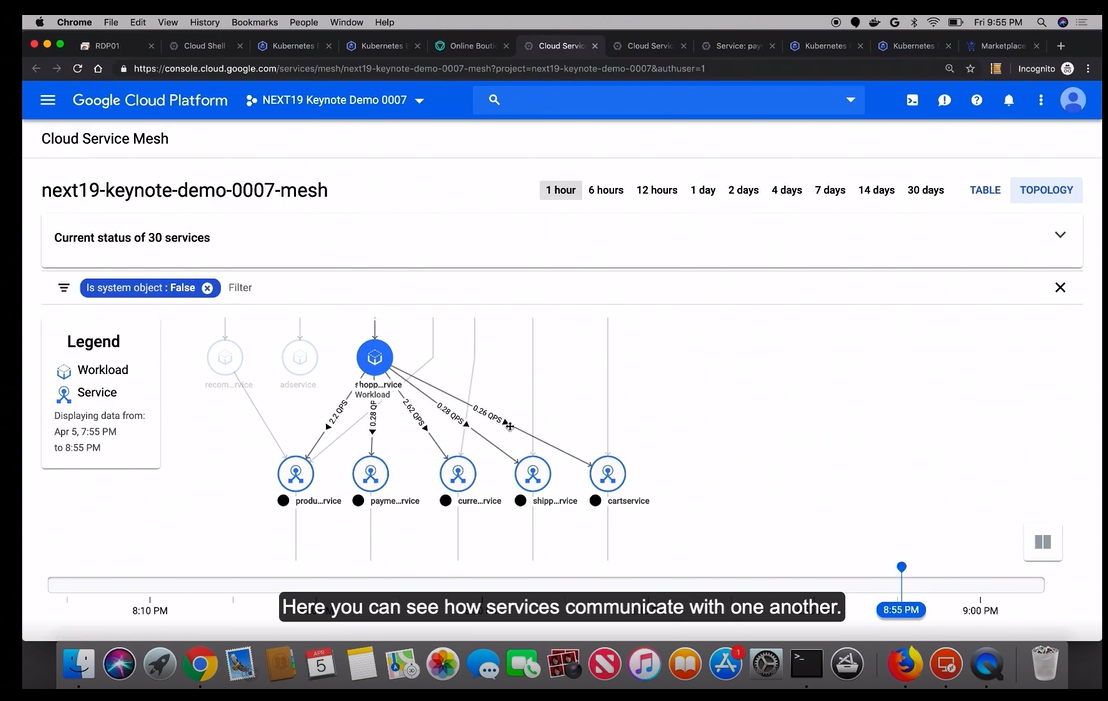 Chrome File Edit View History Bookmarks People Window Help
Fri 9:55 PM
RDP01
Cloud Shell
Kubernetes
Kubernetes
Online Bouti
Cloud Servic
Cloud Servic
Service: pay
Kubernetes
Kubernetes
Marketplace
https://console.cloud.google.com/services/mesh/next19-keynote-demo-0007-mesh?project=next19-keynote-demo-0007&authuser=1
Incognito
Google Cloud Platform
NEXT19 Keynote Demo 0007
Cloud Service Mesh
next19-keynote-demo-0007-mesh
1 hour 6 hours 12 hours 1 day 2 days 4 days 7 days 14 days 30 days
TABLE TOPOLOGY
Current status of 30 services
Is system object : False
Filter
Legend
Workload
Service
Displaying data from:
Apr 5, 7:55 PM
to 8:55 PM
recom...rvice
adservice
shopp...rvice
Workload
2.2 QPS
0.28 QP
2.62 QPS
0.28 QPS
0.26 QPS
produ...rvice
payme...rvice
curre...rvice
shipp...rvice
cartservice
8:10 PM
8:55 PM
9:00 PM
Here you can see how services communicate with one another.
APR
5
1